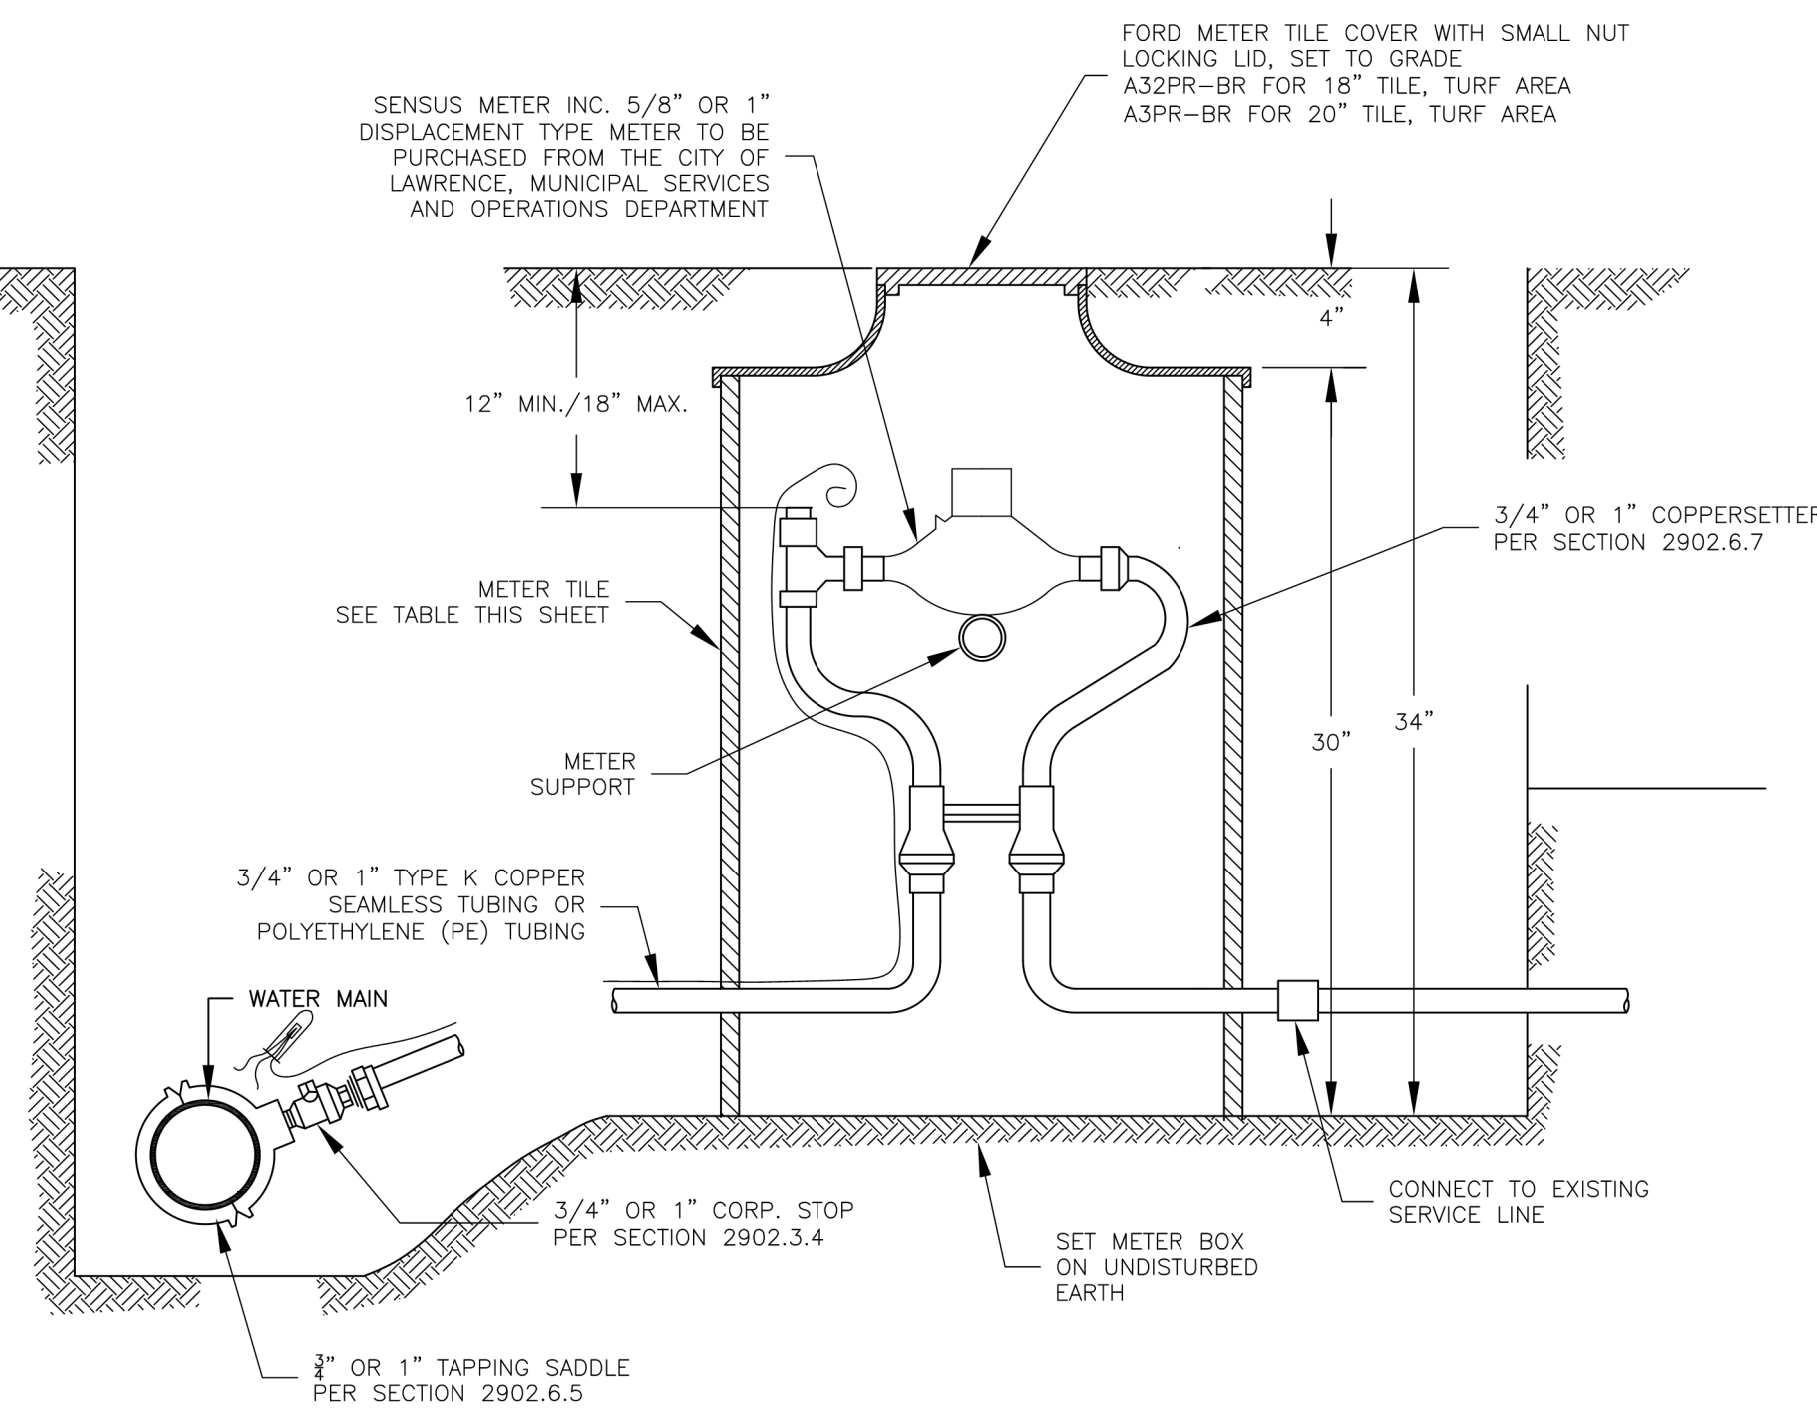 FORD METER TILE COVER WITH SMALL NUT
LOCKING LID, SET TO GRADE
A32PR-BR FOR 18" TILE, TURF AREA
A3PR-BR FOR 20" TILE, TURF AREA
SENSUS METER INC. 5/8" OR 1"
DISPLACEMENT TYPE METER TO BE
PURCHASED FROM THE CITY OF
LAWRENCE, MUNICIPAL SERVICES
AND OPERATIONS DEPARTMENT
4"
12" MIN./18" MAX.
3/4" OR 1" COPPERSETTER
PER SECTION 2902.6.7
METER TILE
SEE TABLE THIS SHEET
34"
30"
METER
SUPPORT
3/4" OR 1" TYPE K COPPER
SEAMLESS TUBING OR
POLYETHYLENE (PE) TUBING
WATER MAIN
CONNECT TO EXISTING
SERVICE LINE
3/4" OR 1" CORP. STOP
PER SECTION 2902.3.4
SET METER BOX
ON UNDISTURBED
EARTH
3/4" OR 1" TAPPING SADDLE
PER SECTION 2902.6.5